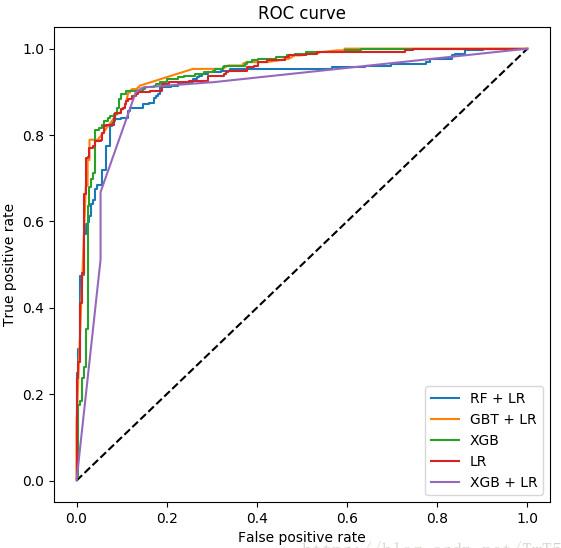 ROC curve
1.0
0.8
0.6
0.4
0.2
0.0
True positive rate
RF + LR
GBT + LR
XGB
LR
XGB + LR
0.0 0.2 0.4 0.6 0.8 1.0
False positive rate